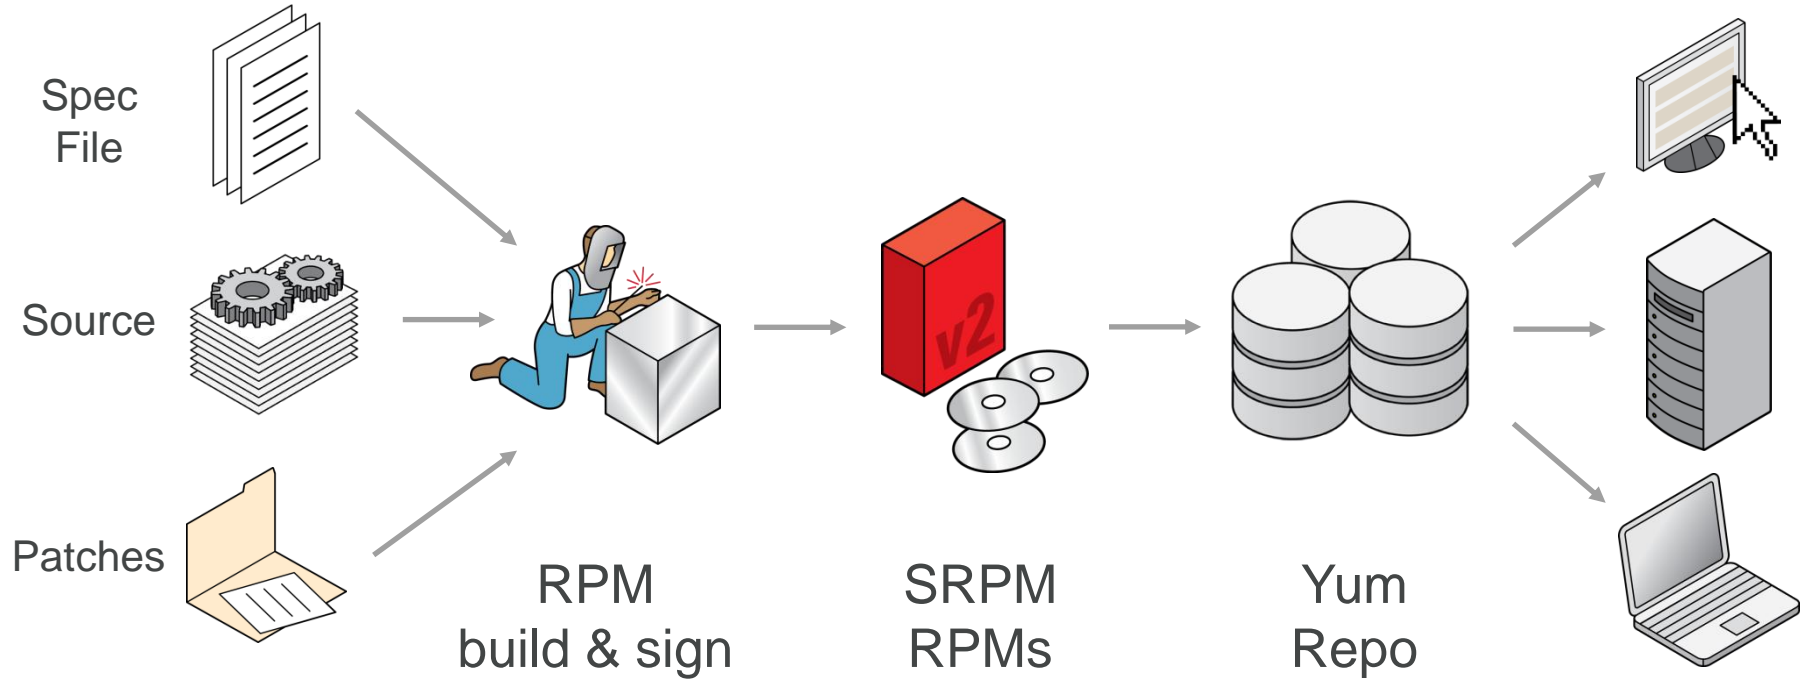 Spec
File
Source
Patches
v2
RPM
build & sign
SRPM
RPMs
Yum
Repo